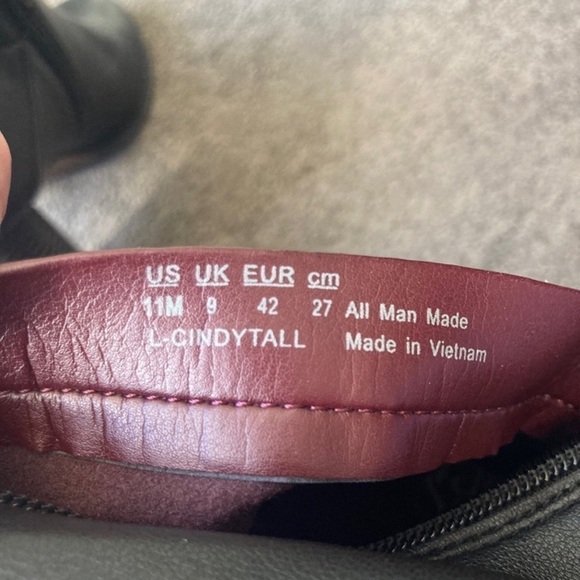 US UK EUR cm
11M 9 42 27 All Man Made
L-CINDYTALL Made in Vietnam